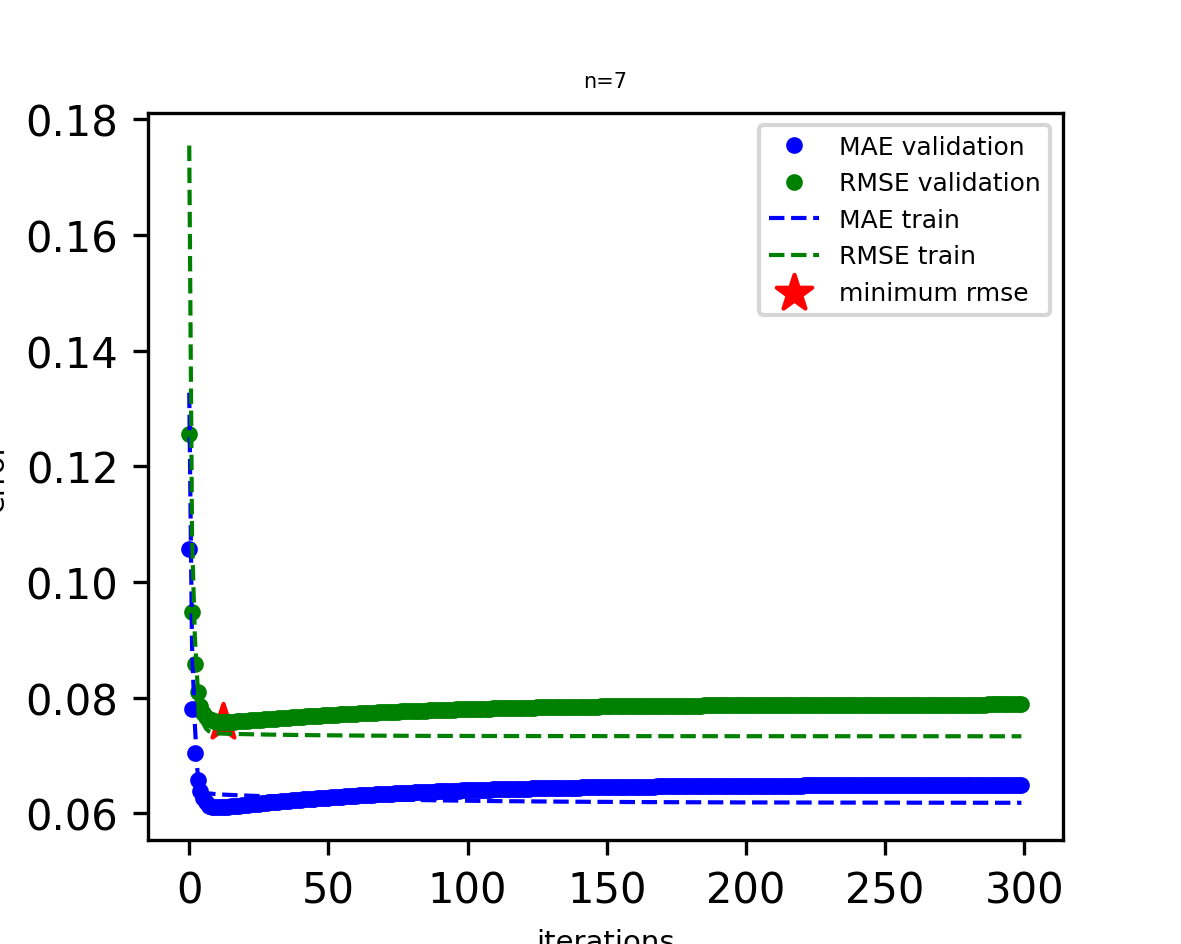 n=7
0.18
0.16
0.14
0.12
0.10
0.08
0.06
MAE validation
RMSE validation
MAE train
RMSE train
minimum rmse
0 50 100 150 200 250 300
iterations